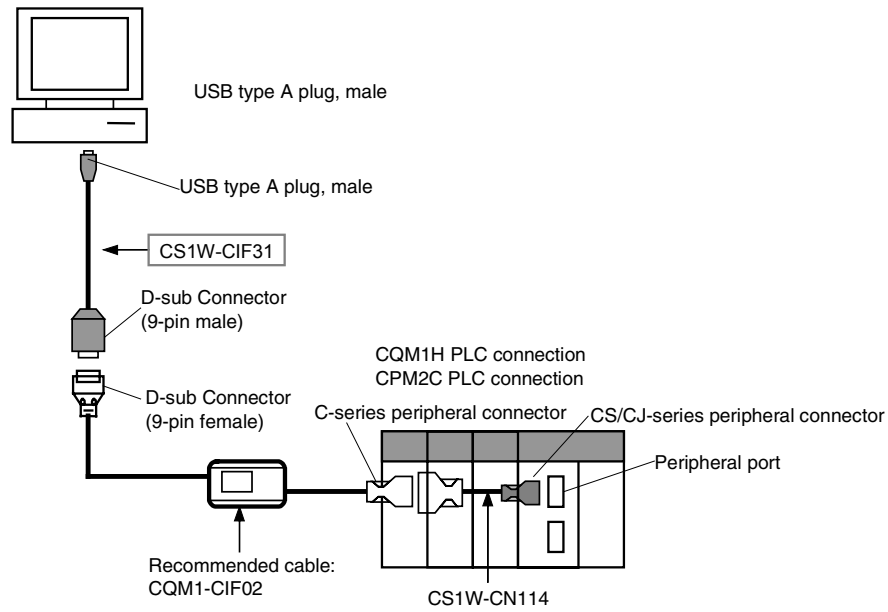 USB type A plug, male
USB type A plug, male
CS1W-CIF31
D-sub Connector
(9-pin male)
CQM1H PLC connection
CPM2C PLC connection
D-sub Connector
(9-pin female)
C-series peripheral connector
CS/CJ-series peripheral connector
Peripheral port
Recommended cable:
CQM1-CIF02
CS1W-CN114